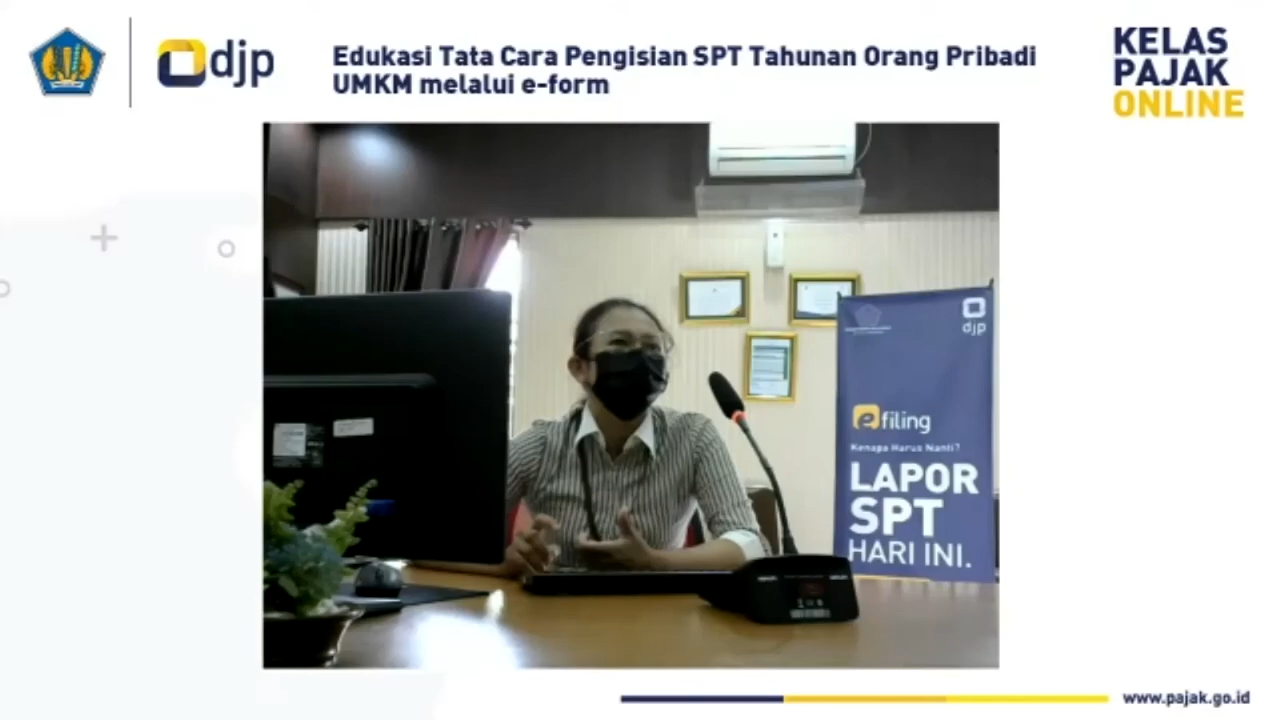 djp
Edukasi Tata Cara Pengisian SPT Tahunan Orang Pribadi
UMKM melalui e-form
KELAS
PAJAK
ONLINE
djp
e filing
Kenapa Harus Nanti?
LAPOR
SPT
HARI INI.
www.pajak.go.id